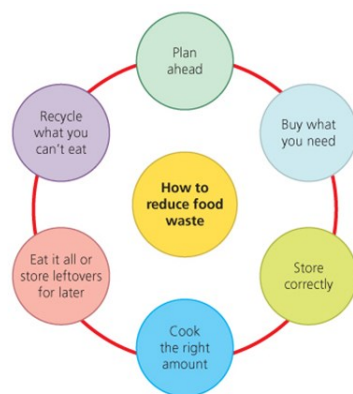 Plan
ahead
Buy what
you need
Store
correctly
Cook
the right
amount
Eat it all or
store leftovers
for later
Recycle
what you
can't eat
How to
reduce food
waste